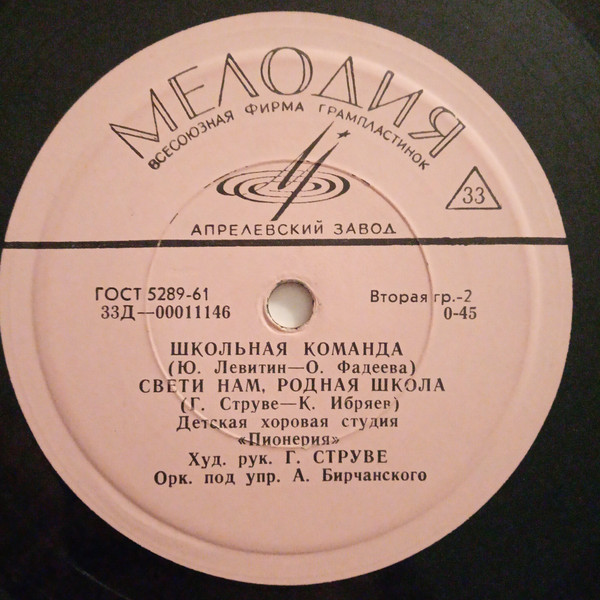 МЕЛОДИЯ
ВСЕСОЮЗНАЯ ФИРМА ГРАМПЛАСТИНОК
33
АПРЕЛЕВСКИЙ ЗАВОД
ГОСТ 5289-61 Вторая гр.-2
33Д—00011146 0-45
ШКОЛЬНАЯ КОМАНДА
(Ю. Левитин—О. Фадеева)
СВЕТИ НАМ, РОДНАЯ ШКОЛА
(Г. Струве—К. Ибряев)
Детская хоровая студия
«Пионерия»
Худ. рук. Г. СТРУВЕ
Орк. под упр. А. Бирчанского